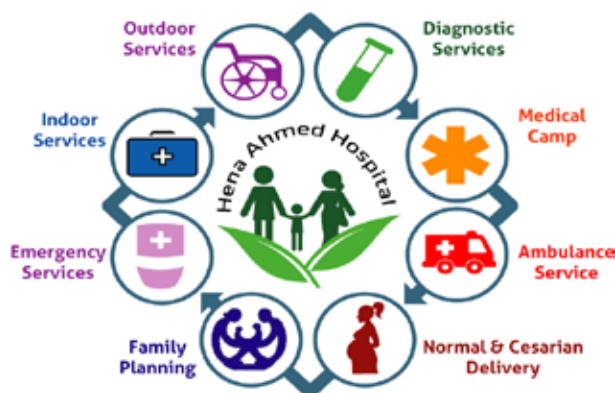 Outdoor
Services
Diagnostic
Services
Indoor
Services
Medical
Camp
Hena Ahmed Hospital
Emergency
Services
Ambulance
Service
Family
Planning
Normal & Cesarian
Delivery